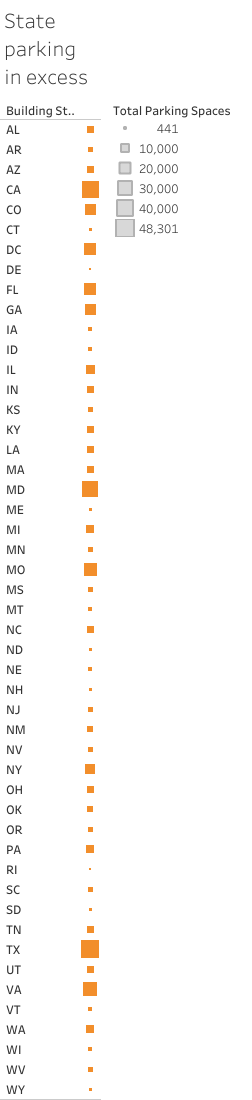 State
parking
in excess
Building St.. Total Parking Spaces
AL 441
AR 10,000
AZ 20,000
CA 30,000
CO 40,000
CT 48,301
DC
DE
FL
GA
IA
ID
IL
IN
KS
KY
LA
MA
MD
ME
MI
MN
MO
MS
MT
NC
ND
NE
NH
NJ
NM
NV
NY
OH
OK
OR
PA
RI
SC
SD
TN
TX
UT
VA
VT
WA
WI
WV
WY